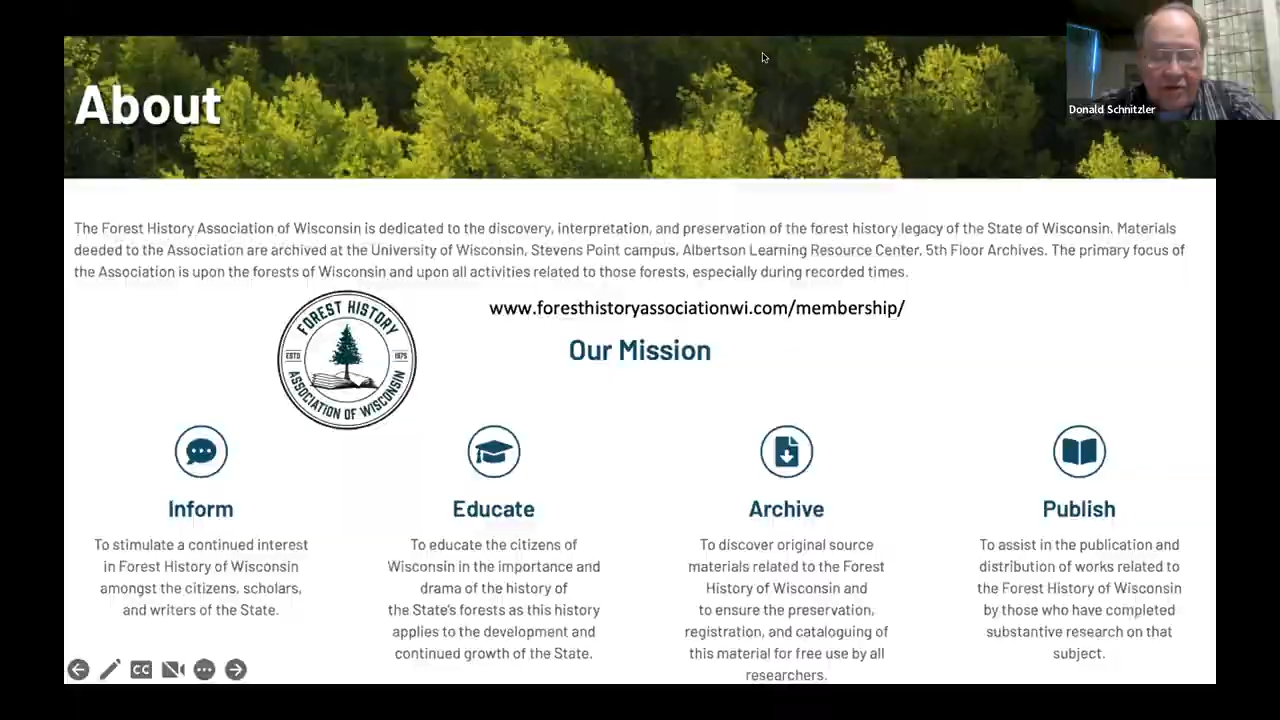 About
Donald Schnitzler
The Forest History Association of Wisconsin is dedicated to the discovery, interpretation, and preservation of the forest history legacy of the State of Wisconsin. Materials
deeded to the Association are archived at the University of Wisconsin, Stevens Point campus, Albertson Learning Resource Center, 5th Floor Archives. The primary focus of
the Association is upon the forests of Wisconsin and upon all activities related to those forests, especially during recorded times.
www.foresthistoryassociationwi.com/membership/
FOREST HISTORY
ESTD 1975
ASSOCIATION OF WISCONSIN
Our Mission
Inform
To stimulate a continued interest
in Forest History of Wisconsin
amongst the citizens, scholars,
and writers of the State.
Educate
To educate the citizens of
Wisconsin in the importance and
drama of the history of
the State's forests as this history
applies to the development and
continued growth of the State.
Archive
To discover original source
materials related to the Forest
History of Wisconsin and
to ensure the preservation,
registration, and cataloguing of
this material for free use by all
researchers.
Publish
To assist in the publication and
distribution of works related to
the Forest History of Wisconsin
by those who have completed
substantive research on that
subject.
CC